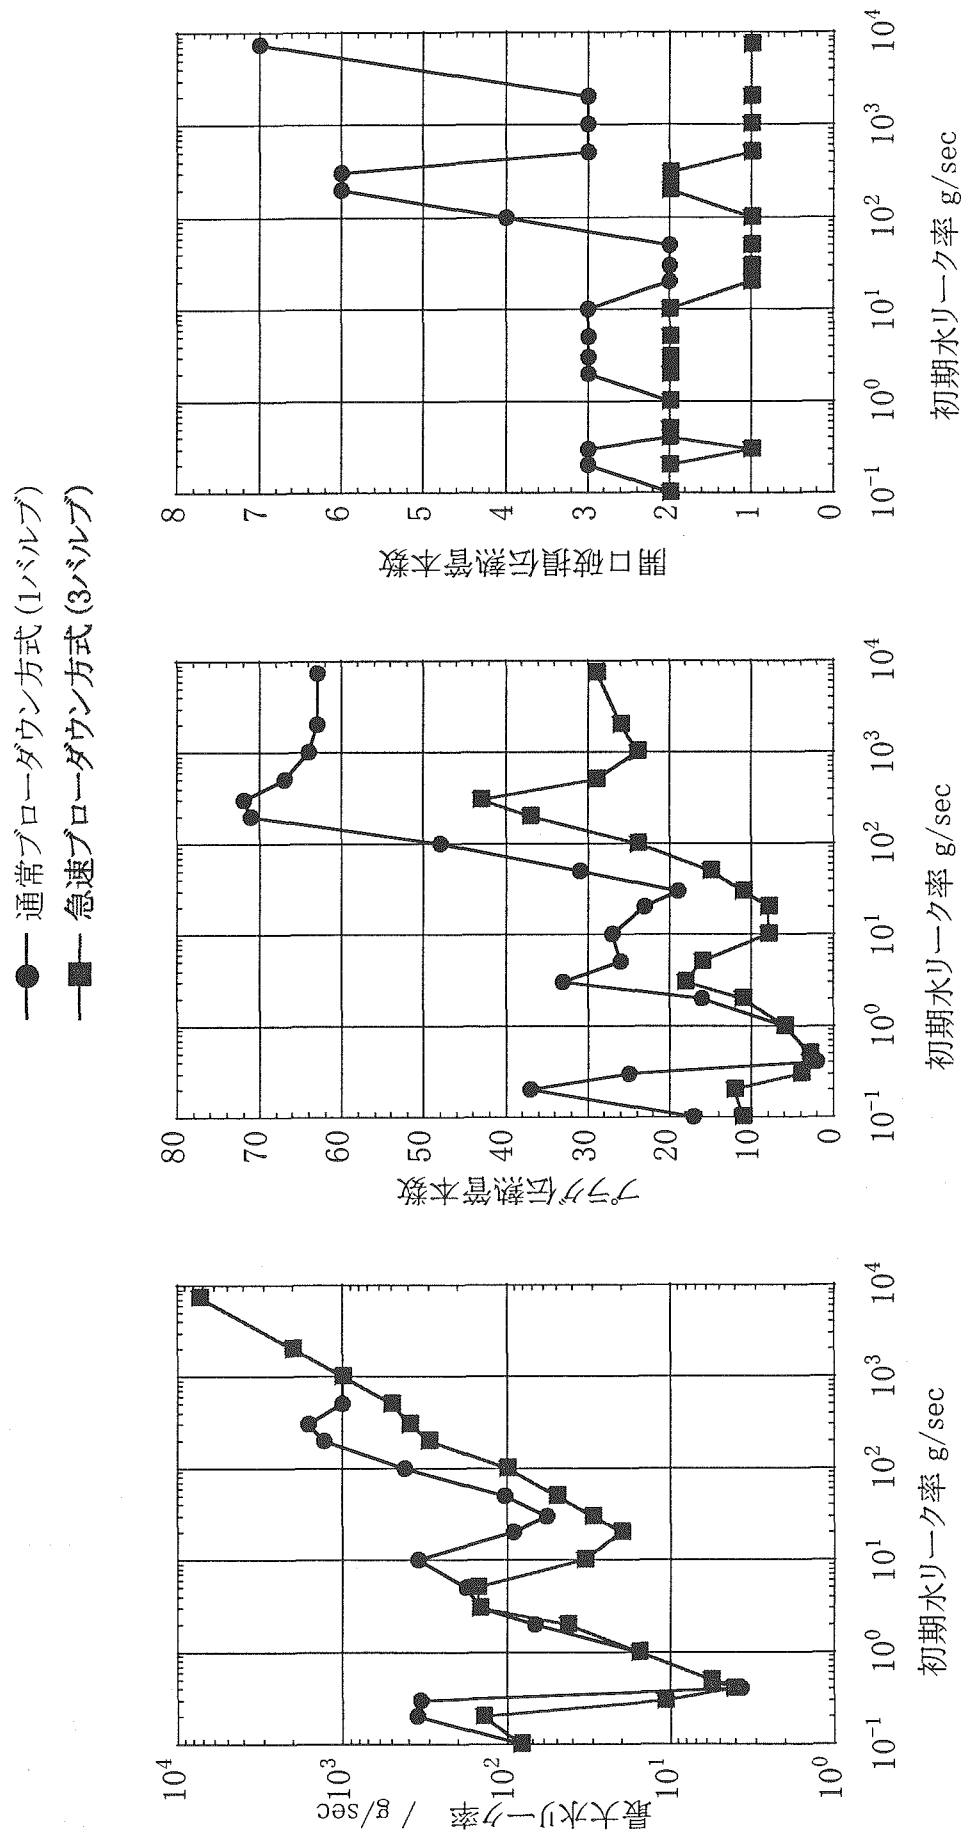 通常ブローダウン方式 (1バルブ)
急速ブローダウン方式 (3バルブ)
最大水リーク率 / g/sec
10⁴
10³
10²
10¹
10⁰
10⁻¹ 10⁰ 10¹ 10² 10³ 10⁴
初期水リーク率 g/sec
プラグ伝熱管本数
80
70
60
50
40
30
20
10
0
10⁻¹ 10⁰ 10¹ 10² 10³ 10⁴
初期水リーク率 g/sec
開口破損伝熱管本数
8
7
6
5
4
3
2
1
0
10⁻¹ 10⁰ 10¹ 10² 10³ 10⁴
初期水リーク率 g/sec